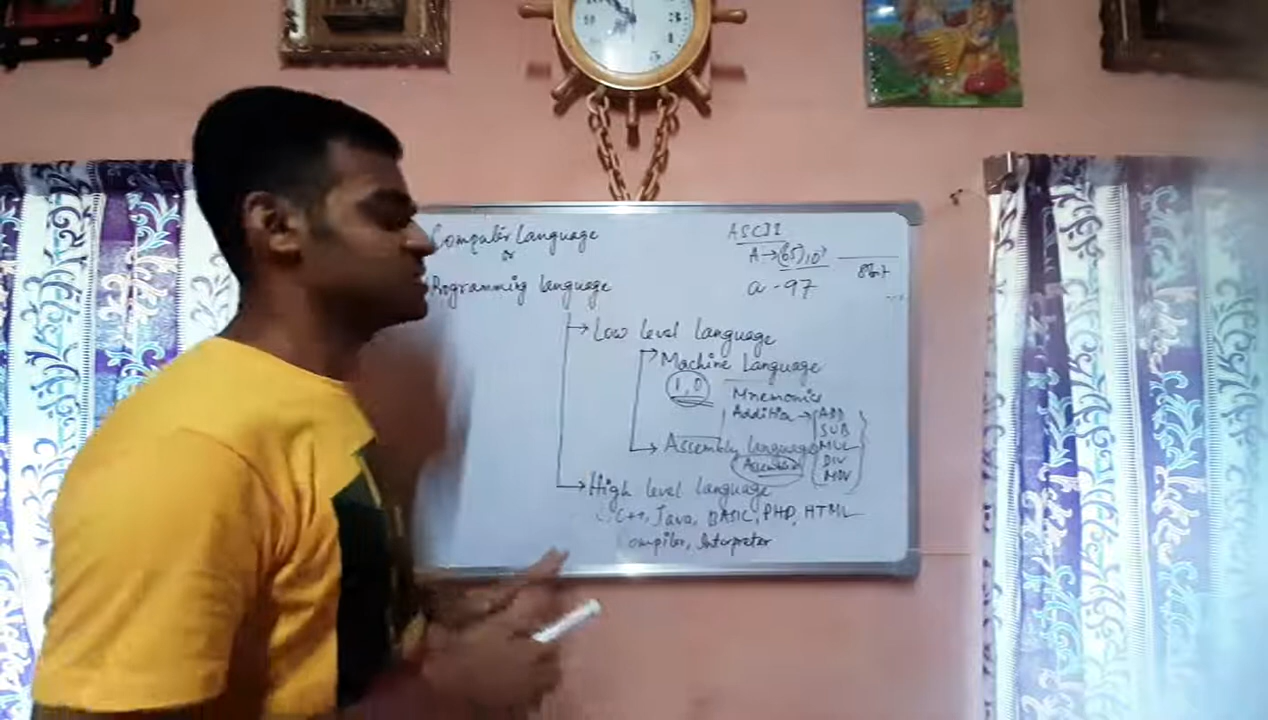 Computer Language
or
Programming language
ASCII
A→(65)10
8bit
a - 97
Low level language
Machine Language
1, 0
Mnemonics
Addition → ADD
SUB
MUL
DIV
MOV
Assembly language
Assembler
High level language
C, C++, Java, BASIC, PHP, HTML
Compiler, Interpreter